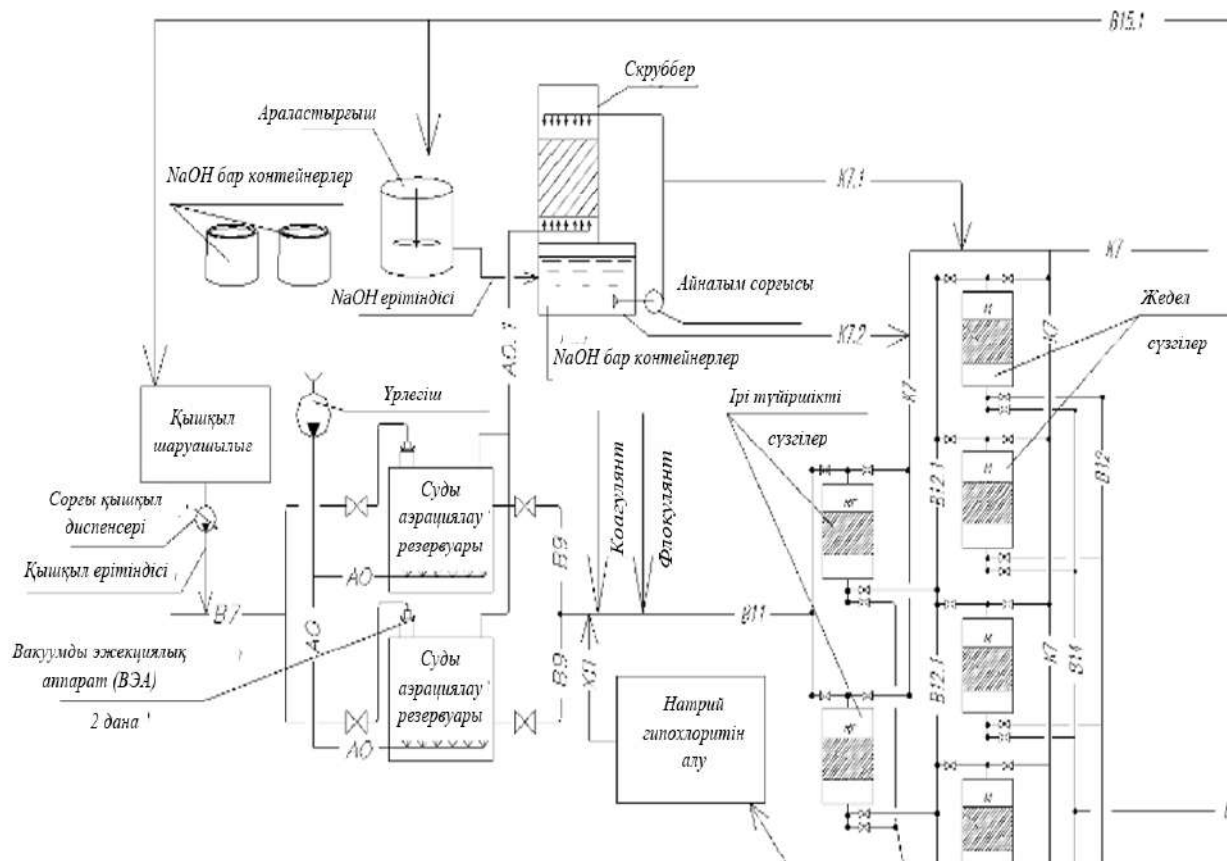 В15.1
Скруббер
Араластырғыш
NaOH бар контейнерлер
К7.1
К7
NaOH ерітіндісі
Айналым сорғысы
К7.2
NaOH бар контейнерлер
Жедел
сүзгілер
Қышқыл
шаруашылығ
Үрлегіш
Ірі түйіршікті
сүзгілер
К7
К7
Сорғы қышқыл
диспенсері
Қышқыл ерітіндісі
Суды
аэрациялау
резервуары
АО
В9
Коагулянт
Флокулянт
В12.1
В12
В7
АО
В11
Вакуумды эжекциялық
аппарат (ВЭА)
2 дана
Суды
аэрациялау
резервуары
АО
В9
Натрий
гипохлоритін
алу
В12.1
К7
В14